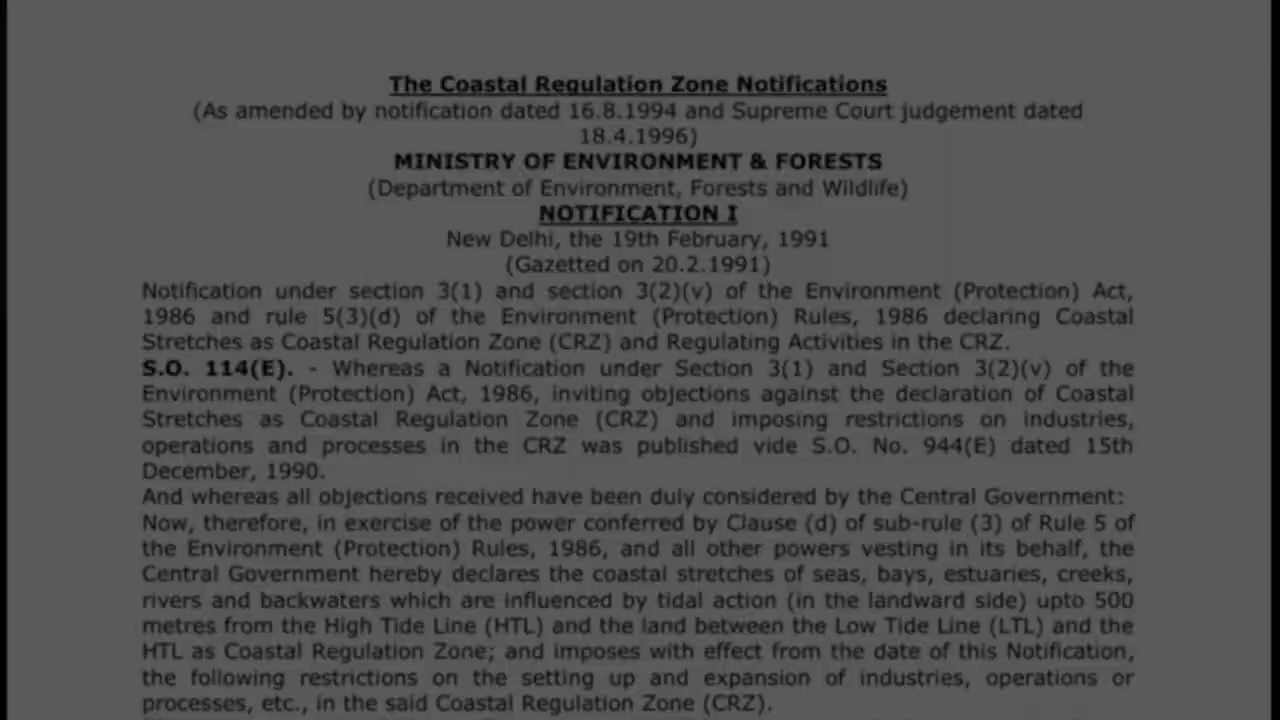 The Coastal Regulation Zone Notifications
(As amended by notification dated 16.8.1994 and Supreme Court judgement dated
18.4.1996)
MINISTRY OF ENVIRONMENT & FORESTS
(Department of Environment, Forests and Wildlife)
NOTIFICATION I
New Delhi, the 19th February, 1991
(Gazetted on 20.2.1991)
Notification under section 3(1) and section 3(2)(v) of the Environment (Protection) Act,
1986 and rule 5(3)(d) of the Environment (Protection) Rules, 1986 declaring Coastal
Stretches as Coastal Regulation Zone (CRZ) and Regulating Activities in the CRZ.
S.O. 114(E). - Whereas a Notification under Section 3(1) and Section 3(2)(v) of the
Environment (Protection) Act, 1986, inviting objections against the declaration of Coastal
Stretches as Coastal Regulation Zone (CRZ) and imposing restrictions on industries,
operations and processes in the CRZ was published vide S.O. No. 944(E) dated 15th
December, 1990.
And whereas all objections received have been duly considered by the Central Government:
Now, therefore, in exercise of the power conferred by Clause (d) of sub-rule (3) of Rule 5 of
the Environment (Protection) Rules, 1986, and all other powers vesting in its behalf, the
Central Government hereby declares the coastal stretches of seas, bays, estuaries, creeks,
rivers and backwaters which are influenced by tidal action (in the landward side) upto 500
metres from the High Tide Line (HTL) and the land between the Low Tide Line (LTL) and the
HTL as Coastal Regulation Zone; and imposes with effect from the date of this Notification,
the following restrictions on the setting up and expansion of industries, operations or
processes, etc., in the said Coastal Regulation Zone (CRZ).